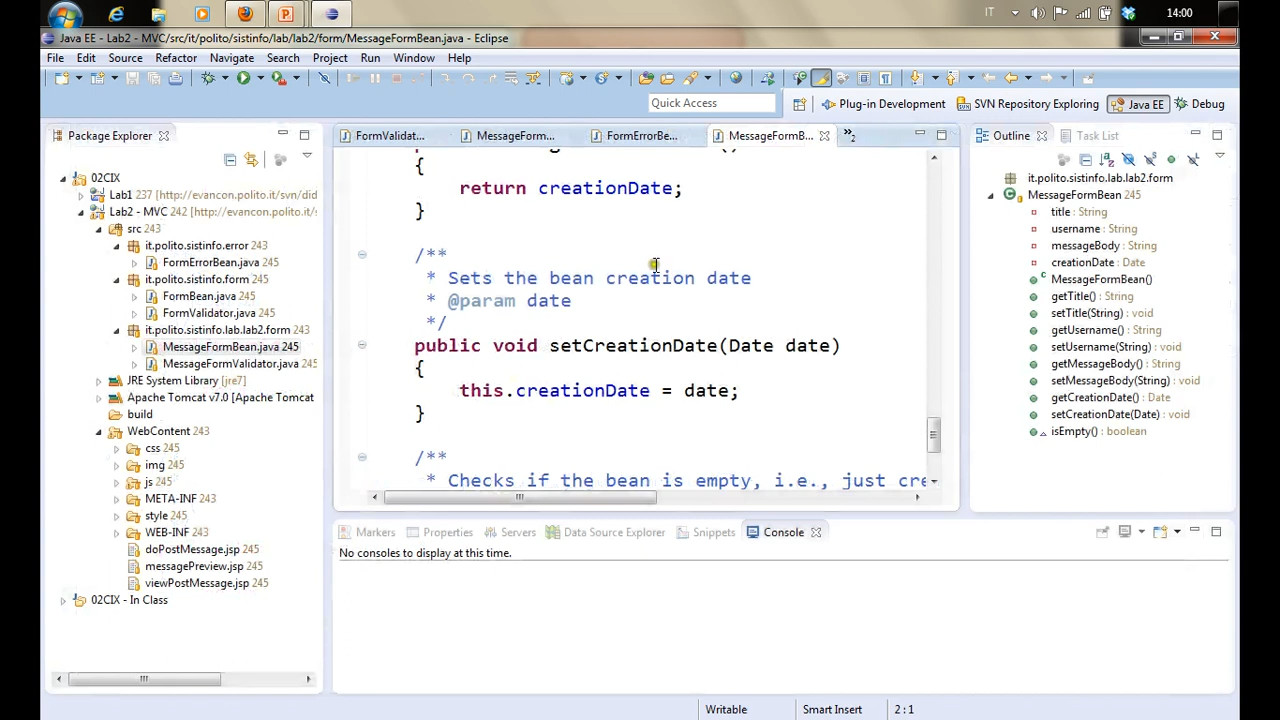 IT
14:00
Java EE - Lab2 - MVC/src/it/polito/sistinfo/lab/lab2/form/MessageFormBean.java - Eclipse
File Edit Source Refactor Navigate Search Project Run Window Help
Quick Access
Plug-in Development
SVN Repository Exploring
Java EE
Debug
Package Explorer
02CIX
Lab1 237 [http://evancon.polito.it/svn/did
Lab2 - MVC 242 [http://evancon.polito.it/s
src
it.polito.sistinfo.error 243
FormErrorBean.java 243
it.polito.sistinfo.form 243
FormBean.java 243
FormValidator.java 243
it.polito.sistinfo.lab.lab2.form 243
MessageFormBean.java 245
MessageFormValidator.java 245
JRE System Library [jre7]
Apache Tomcat v7.0 [Apache Tomcat
build
WebContent 243
css 245
img 245
js 245
META-INF 243
style 245
WEB-INF 243
doPostMessage.jsp 245
messagePreview.jsp 245
viewPostMessage.jsp 245
02CIX - In Class
FormValidat...
MessageForm...
FormErrorBe...
MessageFormB...
2
{
return creationDate;
}
/**
* Sets the bean creation date
* @param date
*/
public void setCreationDate(Date date)
{
this.creationDate = date;
}
/**
* Checks if the bean is empty, i.e., just cre
Outline
Task List
it.polito.sistinfo.lab.lab2.form
MessageFormBean 245
title : String
username : String
messageBody : String
creationDate : Date
MessageFormBean()
getTitle() : String
setTitle(String) : void
getUsername() : String
setUsername(String) : void
getMessageBody() : String
setMessageBody(String) : void
getCreationDate() : Date
setCreationDate(Date) : void
isEmpty() : boolean
Markers
Properties
Servers
Data Source Explorer
Snippets
Console
No consoles to display at this time.
Writable
Smart Insert
2 : 1